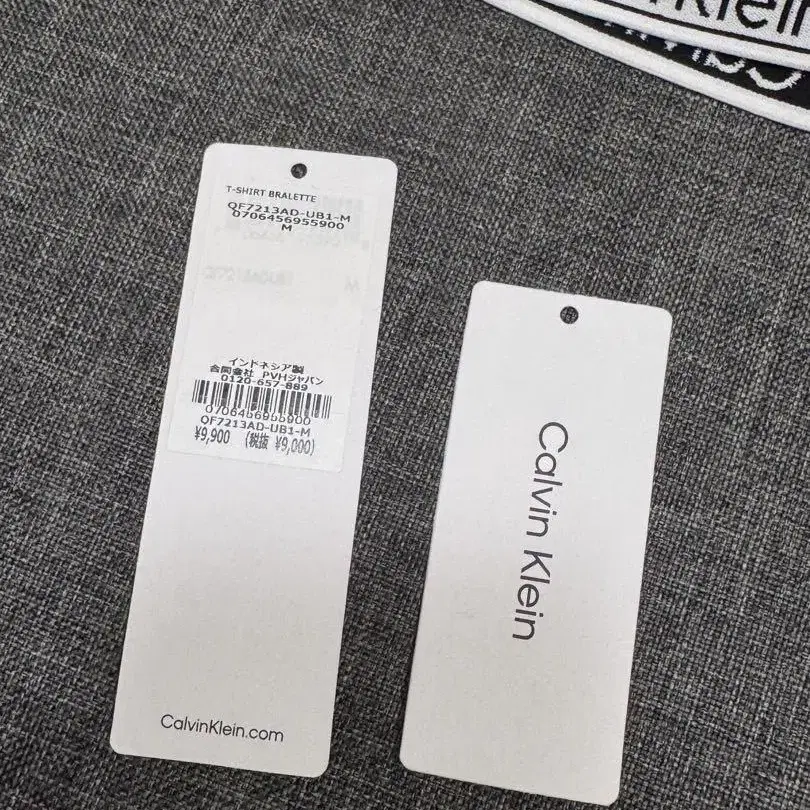 Klein
T-SHIRT BRALETTE
QF7213AD-UB1-M
0706456955900
M
インドネシア製
合同会社 PVHジャパン
0120-657-889
0706456955900
QF7213AD-UB1-M
¥9,900 (税抜 ¥9,000)
CalvinKlein.com
Calvin Klein